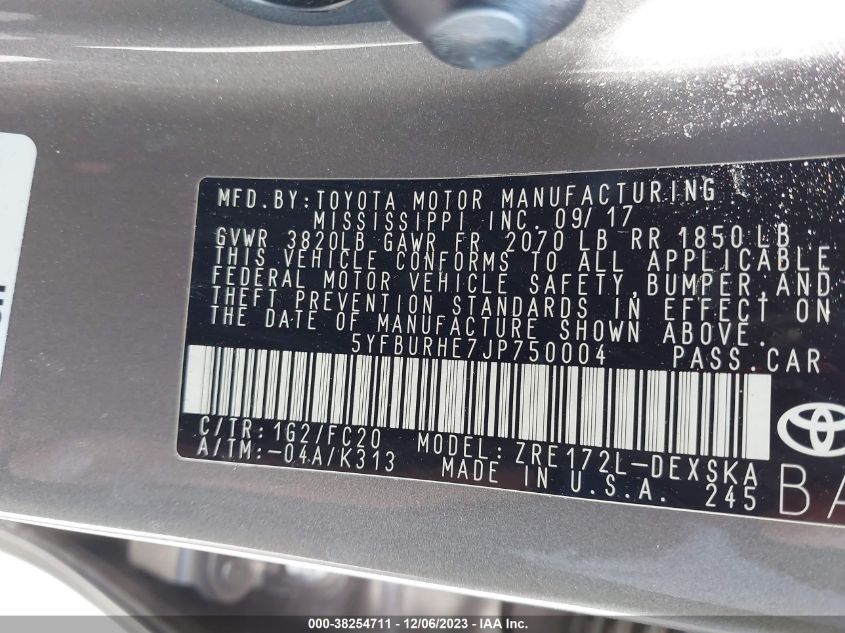 MFD.BY:TOYOTA MOTOR MANUFACTURING
MISSISSIPPI INC. 09/17
GVWR 3820LB GAWR FR 2070 LB RR 1850 LB
THIS VEHICLE CONFORMS TO ALL APPLICABLE
FEDERAL MOTOR VEHICLE SAFETY,BUMPER,AND
THEFT PREVENTION STANDARDS IN EFFECT ON
THE DATE OF MANUFACTURE SHOWN ABOVE.
5YFBURHE7JP750004 PASS.CAR
C/TR:1G2/FC20 MODEL:ZRE172L-DEXSKA
A/TM:-04A/K313 MADE IN U.S.A. 245
BA
000-38254711 - 12/06/2023 - IAA Inc.